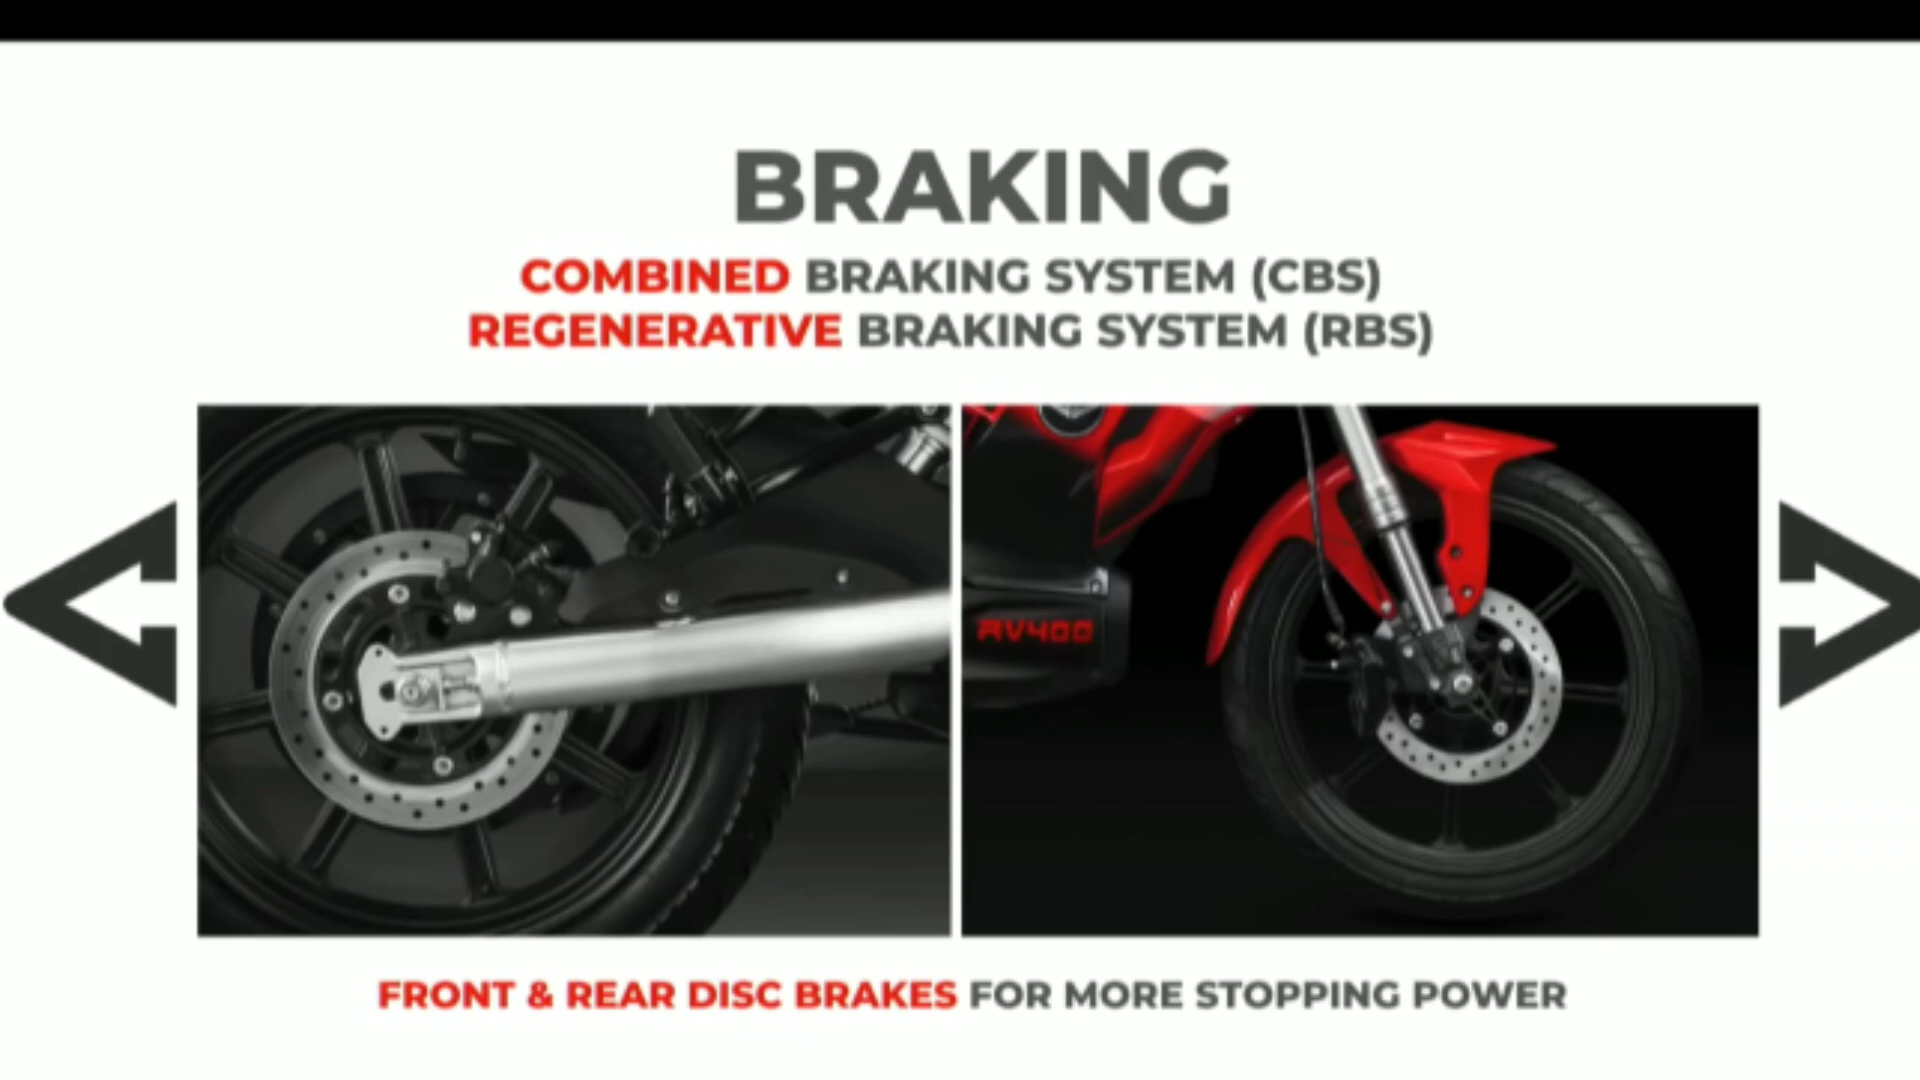 BRAKING
COMBINED BRAKING SYSTEM (CBS)
REGENERATIVE BRAKING SYSTEM (RBS)
RV400
FRONT & REAR DISC BRAKES FOR MORE STOPPING POWER